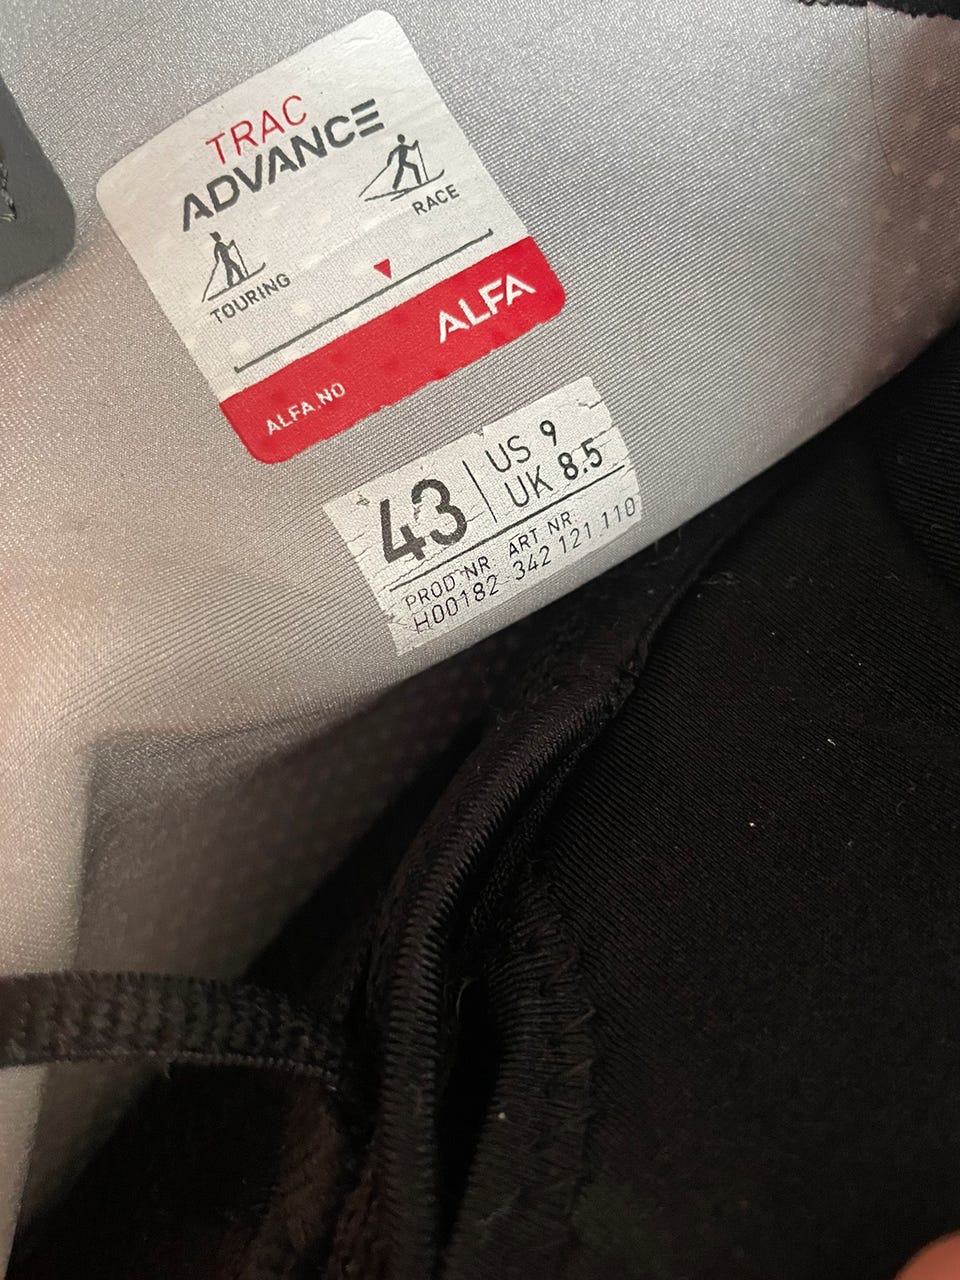 TRAC
ADVANCE
RACE
TOURING
ALFA
ALFA.NO
43
US 9
UK 8.5
PROD NR ART NR
H00182 342 121 110